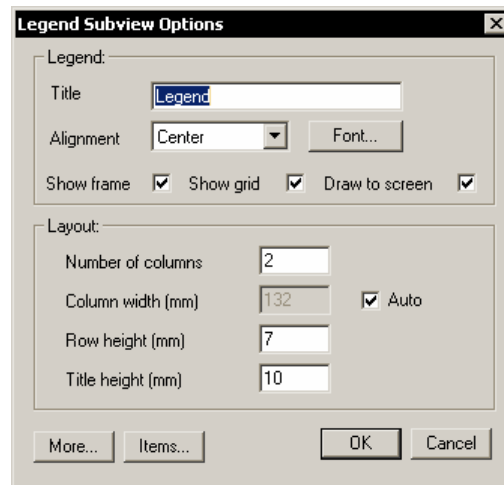 Legend Subview Options
Legend:
Title Legend
Alignment Center Font...
Show frame Show grid Draw to screen
Layout:
Number of columns 2
Column width (mm) 132 Auto
Row height (mm) 7
Title height (mm) 10
More... Items... OK Cancel